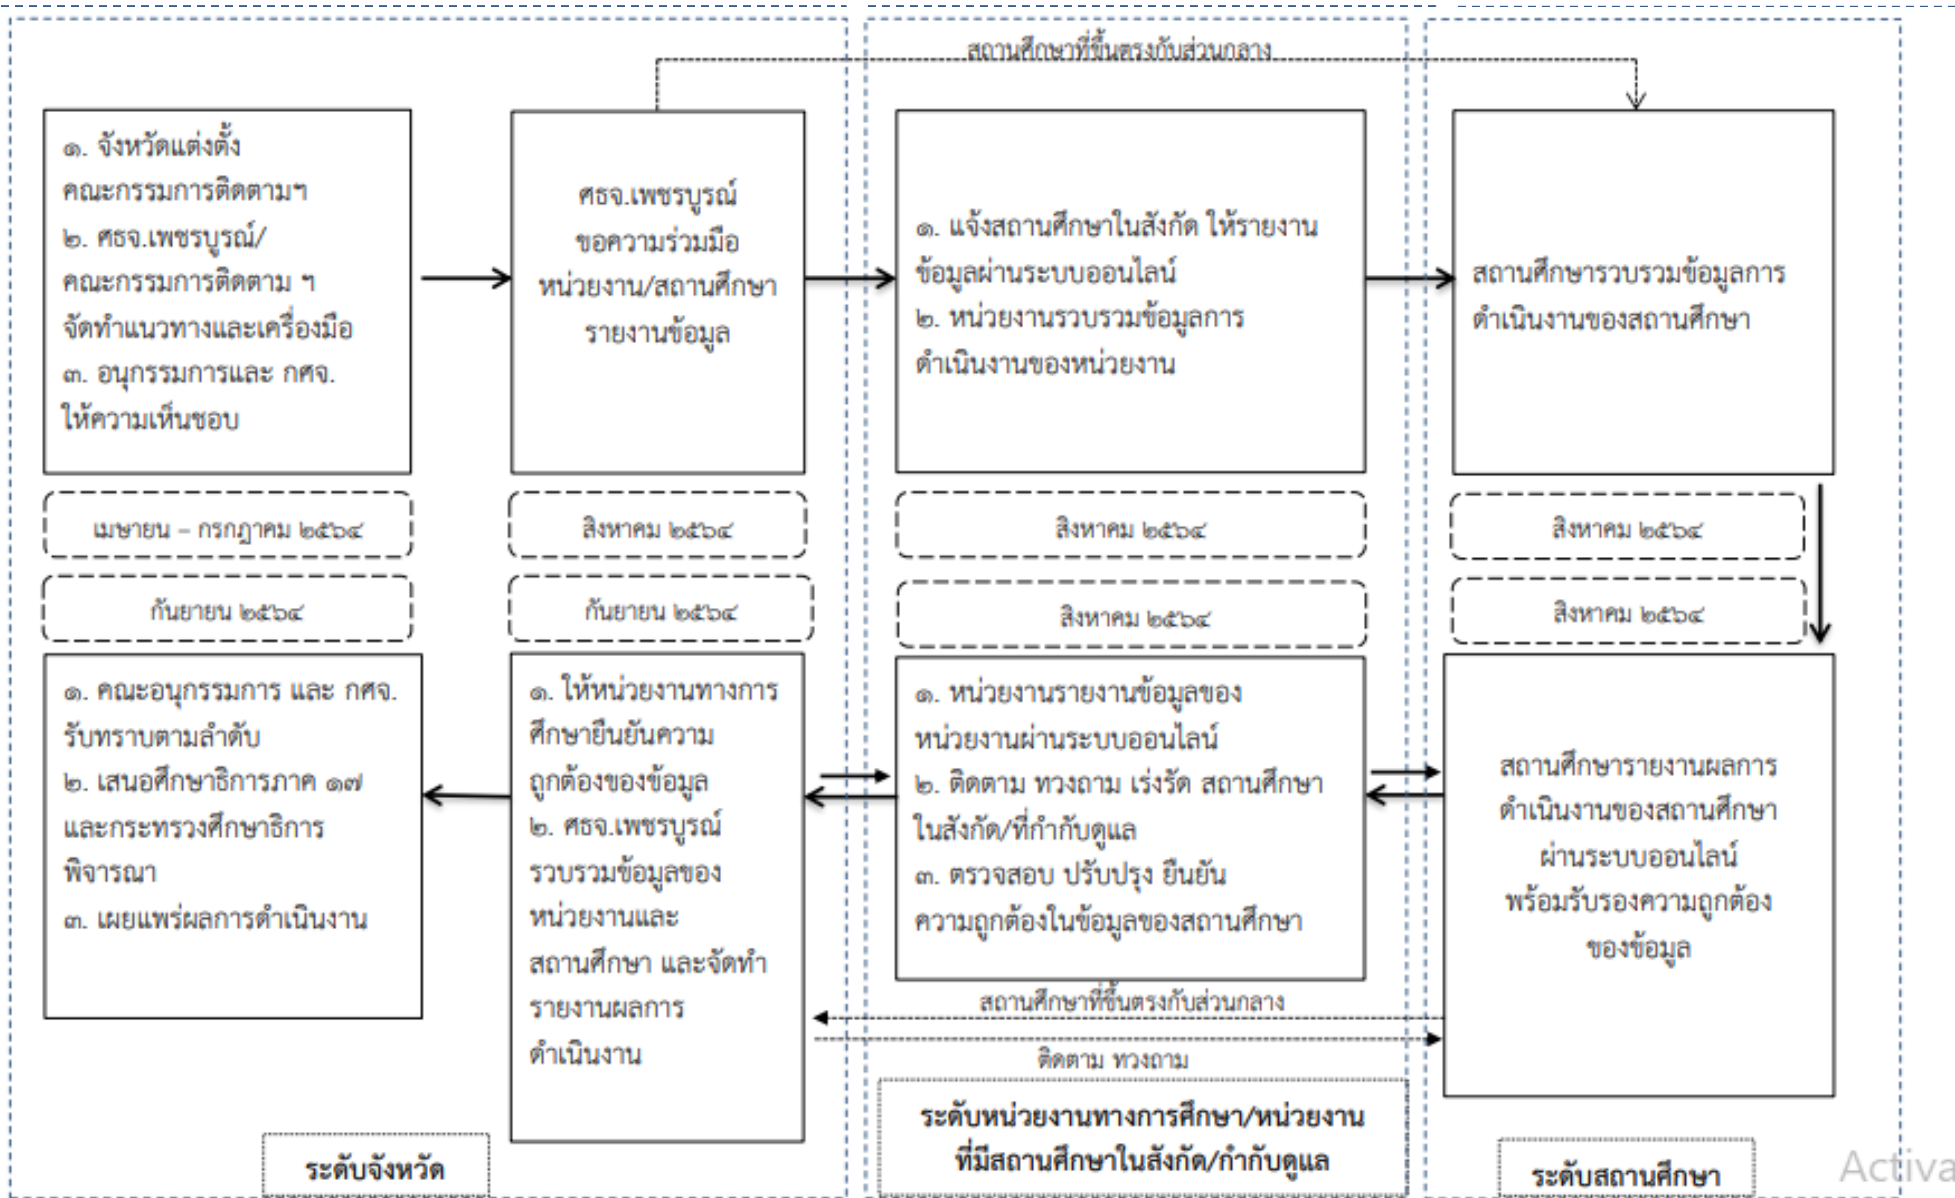 สถานศึกษาที่ขึ้นตรงกับส่วนกลาง
๑. จังหวัดแต่งตั้ง
คณะกรรมการติดตามฯ
๒. ศธจ.เพชรบูรณ์/
คณะกรรมการติดตาม ฯ
จัดทำแนวทางและเครื่องมือ
๓. อนุกรรมการและ กศจ.
ให้ความเห็นชอบ
ศธจ.เพชรบูรณ์
ขอความร่วมมือ
หน่วยงาน/สถานศึกษา
รายงานข้อมูล
๑. แจ้งสถานศึกษาในสังกัด ให้รายงาน
ข้อมูลผ่านระบบออนไลน์
๒. หน่วยงานรวบรวมข้อมูลการ
ดำเนินงานของหน่วยงาน
สถานศึกษารวบรวมข้อมูลการ
ดำเนินงานของสถานศึกษา
เมษายน – กรกฎาคม ๒๕๖๔
สิงหาคม ๒๕๖๔
สิงหาคม ๒๕๖๔
สิงหาคม ๒๕๖๔
กันยายน ๒๕๖๔
กันยายน ๒๕๖๔
สิงหาคม ๒๕๖๔
สิงหาคม ๒๕๖๔
๑. คณะอนุกรรมการ และ กศจ.
รับทราบตามลำดับ
๒. เสนอศึกษาธิการภาค ๑๗
และกระทรวงศึกษาธิการ
พิจารณา
๓. เผยแพร่ผลการดำเนินงาน
๑. ให้หน่วยงานทางการ
ศึกษายืนยันความ
ถูกต้องของข้อมูล
๒. ศธจ.เพชรบูรณ์
รวบรวมข้อมูลของ
หน่วยงานและ
สถานศึกษา และจัดทำ
รายงานผลการ
ดำเนินงาน
๑. หน่วยงานรายงานข้อมูลของ
หน่วยงานผ่านระบบออนไลน์
๒. ติดตาม ทวงถาม เร่งรัด สถานศึกษา
ในสังกัด/ที่กำกับดูแล
๓. ตรวจสอบ ปรับปรุง ยืนยัน
ความถูกต้องในข้อมูลของสถานศึกษา
สถานศึกษารายงานผลการ
ดำเนินงานของสถานศึกษา
ผ่านระบบออนไลน์
พร้อมรับรองความถูกต้อง
ของข้อมูล
สถานศึกษาที่ขึ้นตรงกับส่วนกลาง
ติดตาม ทวงถาม
ระดับจังหวัด
ระดับหน่วยงานทางการศึกษา/หน่วยงาน
ที่มีสถานศึกษาในสังกัด/กำกับดูแล
ระดับสถานศึกษา
Activa